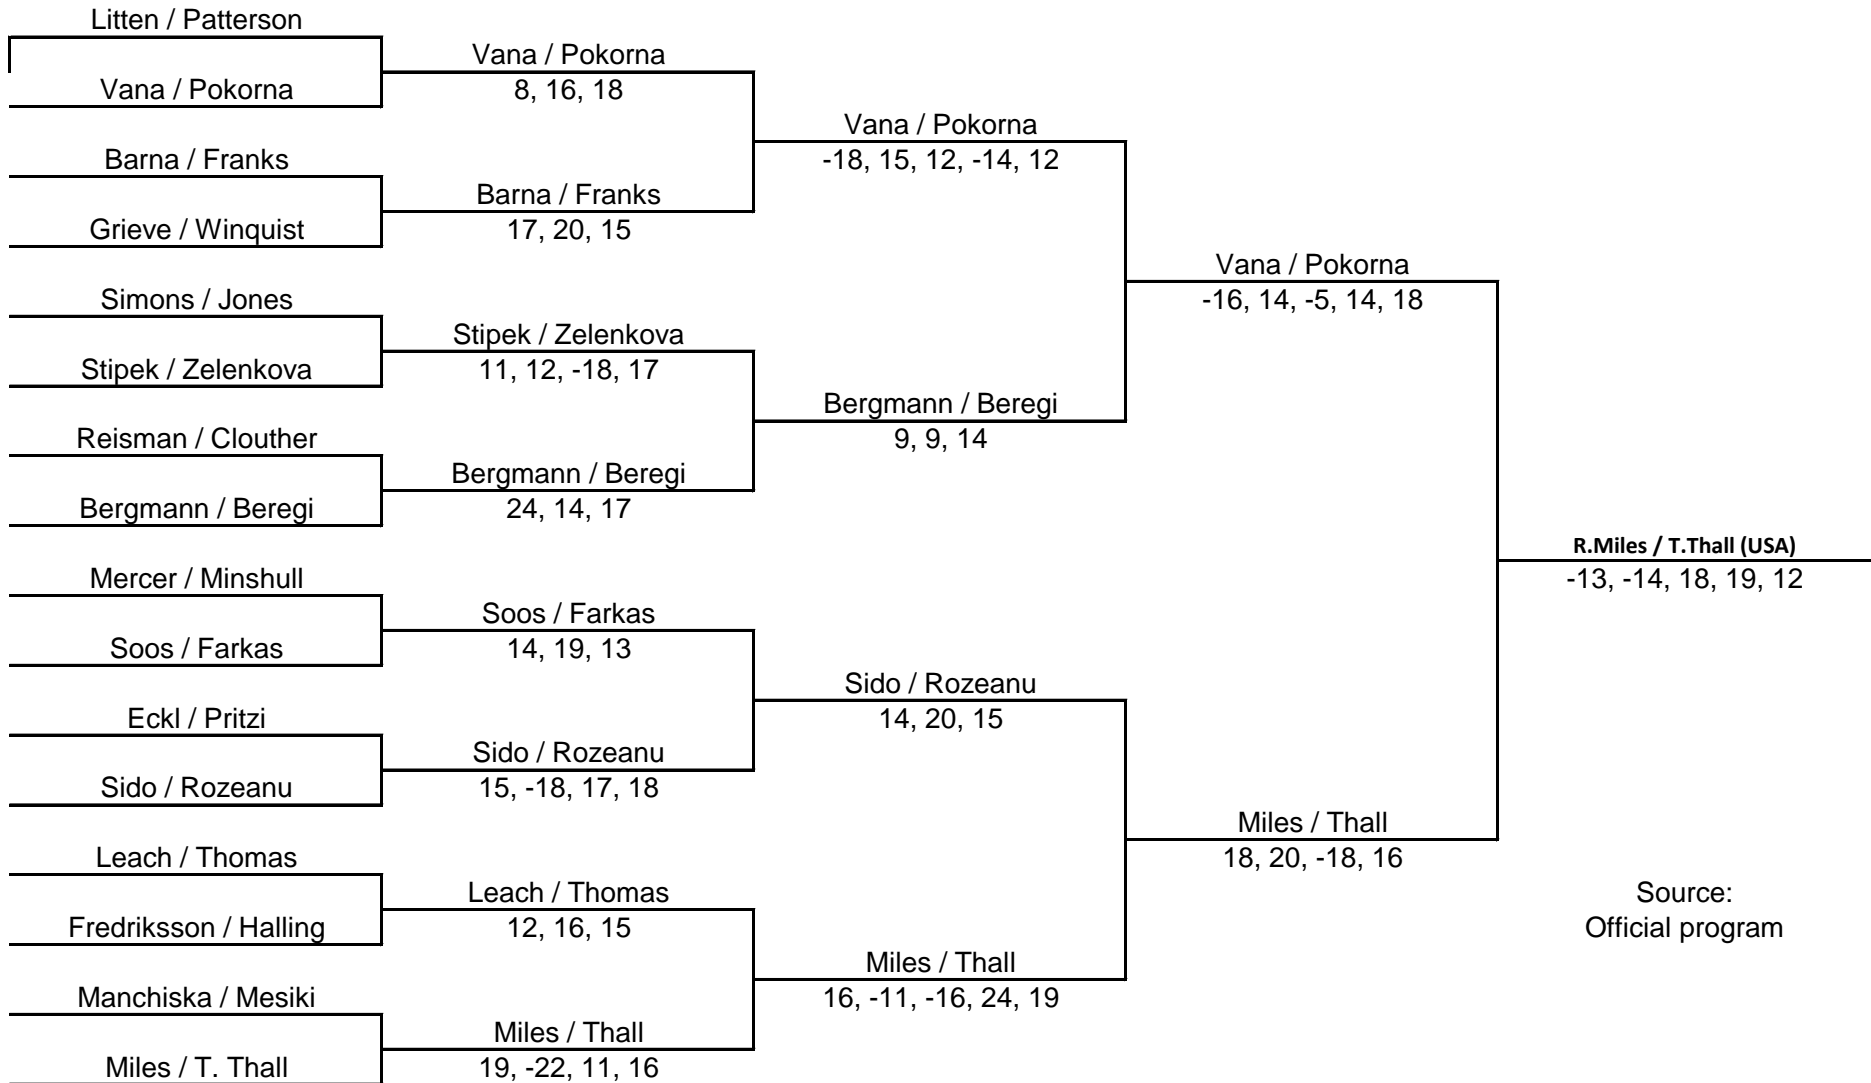 Litten / Patterson
Vana / Pokorna
Vana / Pokorna
8, 16, 18
Vana / Pokorna
-18, 15, 12, -14, 12
Barna / Franks
Barna / Franks
Grieve / Winquist
17, 20, 15
Vana / Pokorna
-16, 14, -5, 14, 18
Simons / Jones
Stipek / Zelenkova
Stipek / Zelenkova
11, 12, -18, 17
Bergmann / Beregi
9, 9, 14
Reisman / Clouther
Bergmann / Beregi
Bergmann / Beregi
24, 14, 17
R.Miles / T.Thall (USA)
-13, -14, 18, 19, 12
Mercer / Minshull
Soos / Farkas
Soos / Farkas
14, 19, 13
Sido / Rozeanu
14, 20, 15
Eckl / Pritzi
Sido / Rozeanu
Sido / Rozeanu
15, -18, 17, 18
Miles / Thall
18, 20, -18, 16
Leach / Thomas
Leach / Thomas
Fredriksson / Halling
12, 16, 15
Source:
Official program
Miles / Thall
16, -11, -16, 24, 19
Manchiska / Mesiki
Miles / Thall
Miles / T. Thall
19, -22, 11, 16